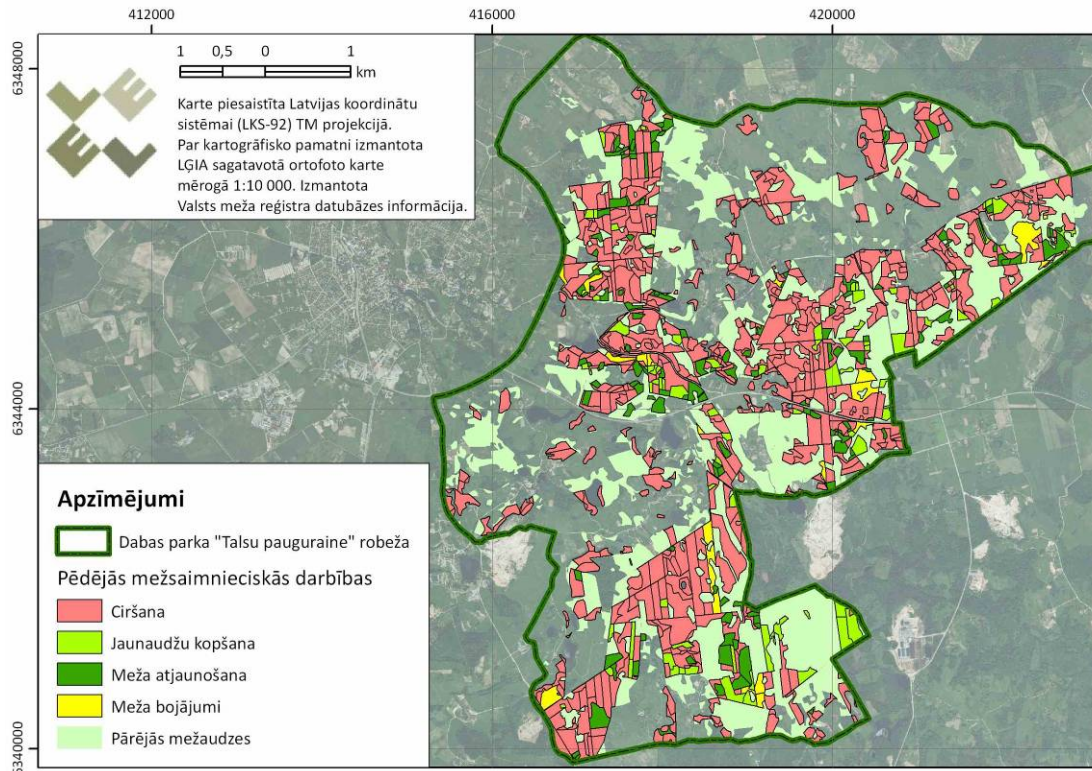 412000
416000
420000
6348000
6344000
6340000
1 0,5 0 1
km
LE
EL
Karte piesaistīta Latvijas koordinātu
sistēmai (LKS-92) TM projekcijā.
Par kartogrāfisko pamatni izmantota
LĢIA sagatavotā ortofoto karte
mērogā 1:10 000. Izmantota
Valsts meža reģistra datubāzes informācija.
Apzīmējumi
Dabas parka "Talsu pauguraine" robeža
Pēdējās mežsaimnieciskās darbības
Ciršana
Jaunaudžu kopšana
Meža atjaunošana
Meža bojājumi
Pārējās mežaudzes